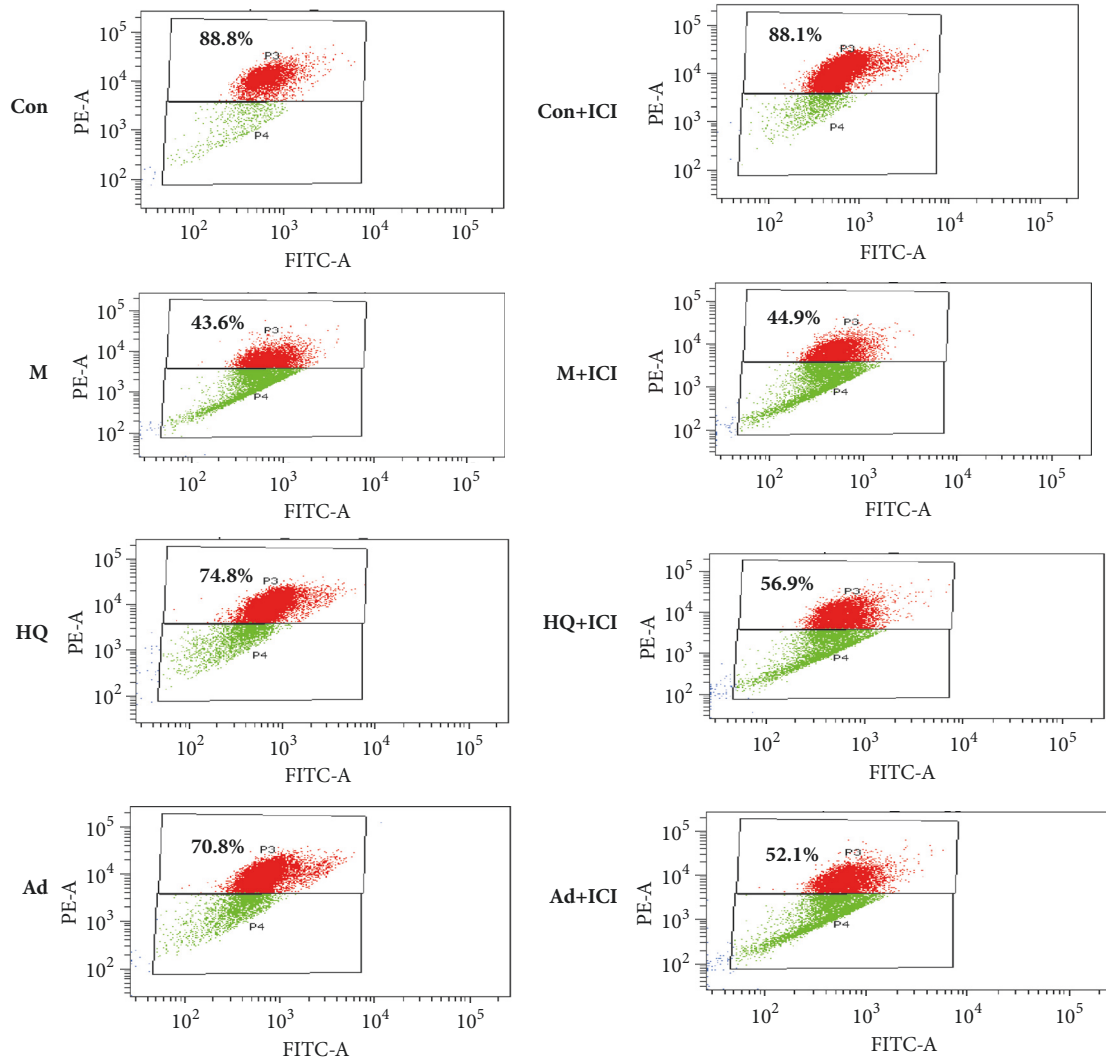 Con
PE-A
10^5
10^4
10^3
10^2
88.8%
P3
P4
10^2 10^3 10^4 10^5
FITC-A
Con+ICI
PE-A
10^5
10^4
10^3
10^2
88.1%
P3
P4
10^2 10^3 10^4 10^5
FITC-A
M
PE-A
10^5
10^4
10^3
10^2
43.6%
P3
P4
10^2 10^3 10^4 10^5
FITC-A
M+ICI
PE-A
10^5
10^4
10^3
10^2
44.9%
P3
P4
10^2 10^3 10^4 10^5
FITC-A
HQ
PE-A
10^5
10^4
10^3
10^2
74.8%
P3
P4
10^2 10^3 10^4 10^5
FITC-A
HQ+ICI
PE-A
10^5
10^4
10^3
10^2
56.9%
P3
P4
10^2 10^3 10^4 10^5
FITC-A
Ad
PE-A
10^5
10^4
10^3
10^2
70.8%
P3
P4
10^2 10^3 10^4 10^5
FITC-A
Ad+ICI
PE-A
10^5
10^4
10^3
10^2
52.1%
P3
P4
10^2 10^3 10^4 10^5
FITC-A